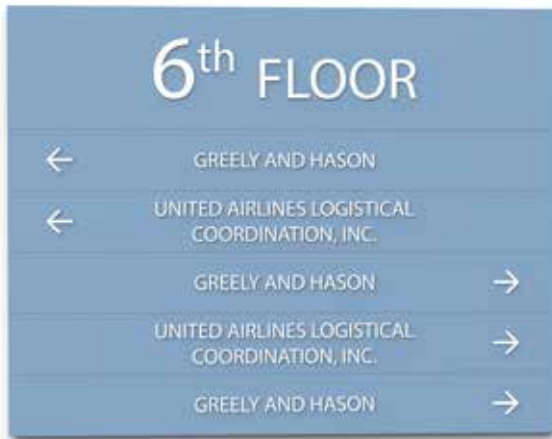 6th FLOOR
← GREELY AND HASON
← UNITED AIRLINES LOGISTICAL
COORDINATION, INC.
GREELY AND HASON →
UNITED AIRLINES LOGISTICAL →
COORDINATION, INC.
GREELY AND HASON →